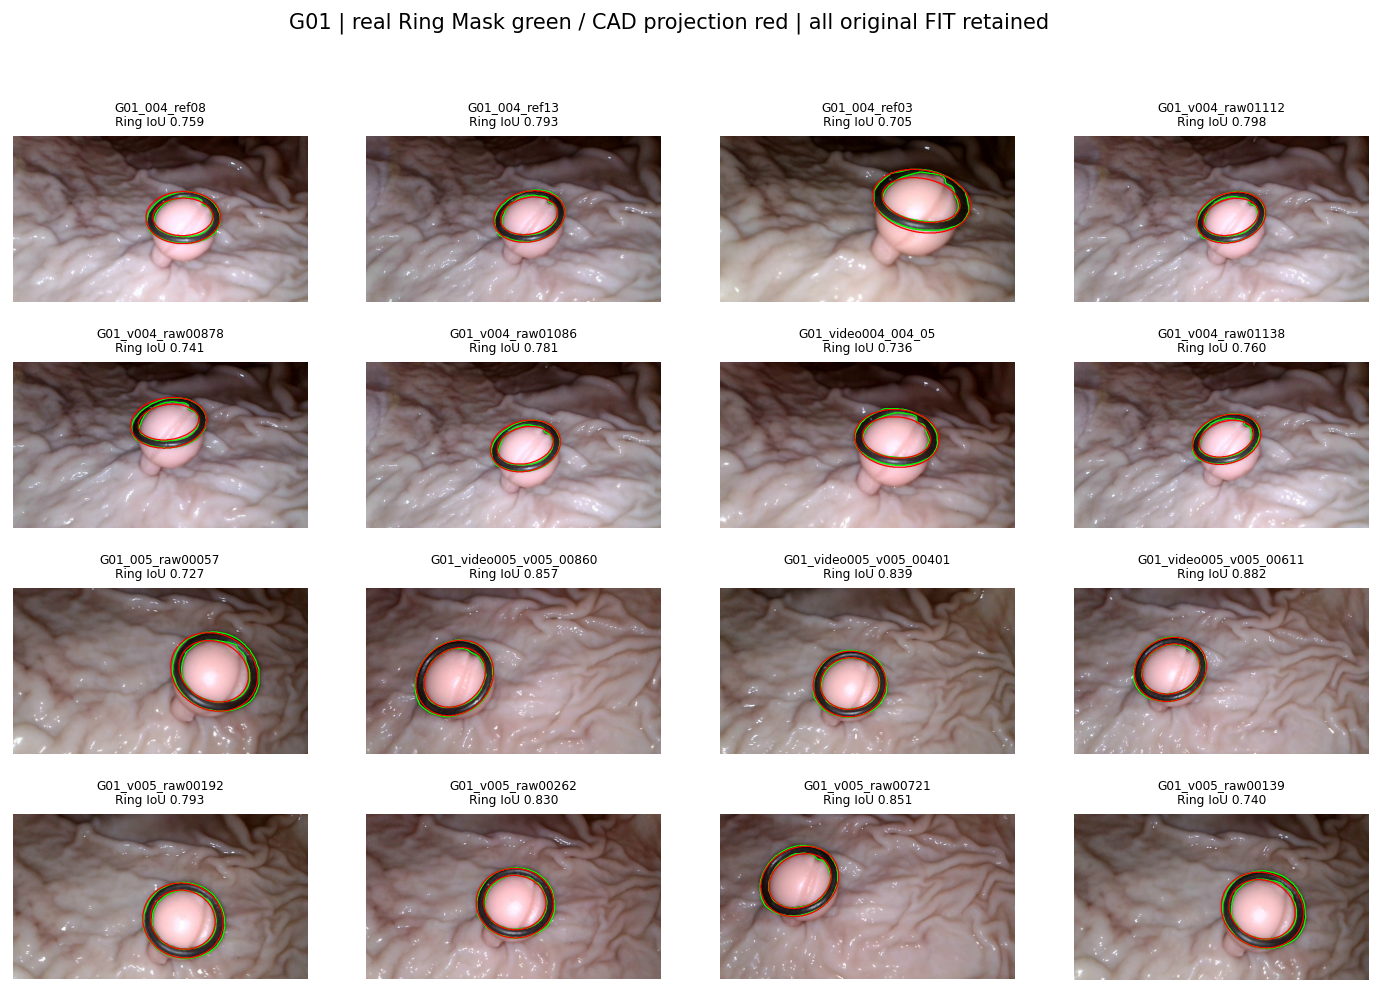 G01 | real Ring Mask green / CAD projection red | all original FIT retained
G01_004_ref08
Ring IoU 0.759
G01_004_ref13
Ring IoU 0.793
G01_004_ref03
Ring IoU 0.705
G01_v004_raw01112
Ring IoU 0.798
G01_v004_raw00878
Ring IoU 0.741
G01_v004_raw01086
Ring IoU 0.781
G01_video004_004_05
Ring IoU 0.736
G01_v004_raw01138
Ring IoU 0.760
G01_005_raw00057
Ring IoU 0.727
G01_video005_v005_00860
Ring IoU 0.857
G01_video005_v005_00401
Ring IoU 0.839
G01_video005_v005_00611
Ring IoU 0.882
G01_v005_raw00192
Ring IoU 0.793
G01_v005_raw00262
Ring IoU 0.830
G01_v005_raw00721
Ring IoU 0.851
G01_v005_raw00139
Ring IoU 0.740